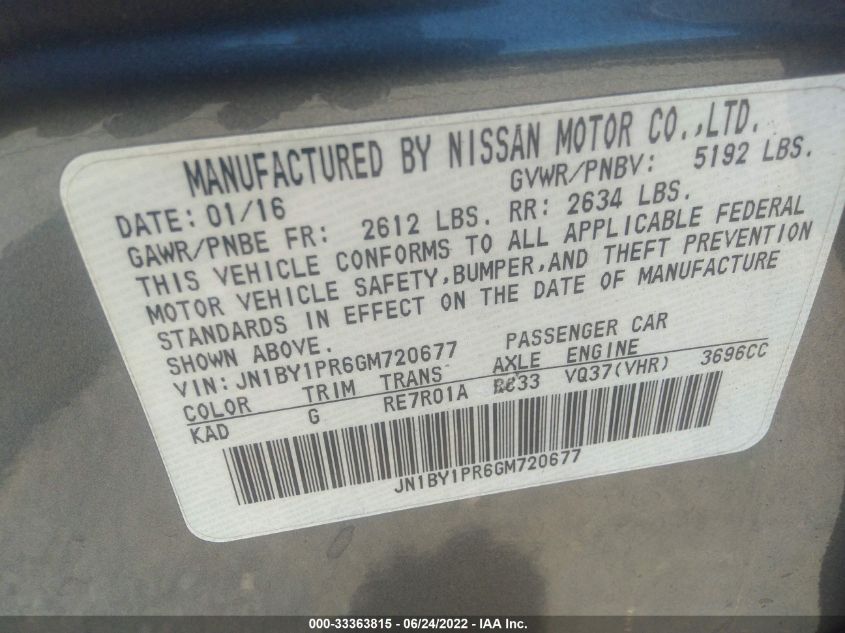 MANUFACTURED BY NISSAN MOTOR CO.,LTD.
DATE: 01/16 GVWR/PNBV: 5192 LBS.
GAWR/PNBE FR: 2612 LBS. RR: 2634 LBS.
THIS VEHICLE CONFORMS TO ALL APPLICABLE FEDERAL
MOTOR VEHICLE SAFETY,BUMPER,AND THEFT PREVENTION
STANDARDS IN EFFECT ON THE DATE OF MANUFACTURE
SHOWN ABOVE.
VIN: JN1BY1PR6GM720677 PASSENGER CAR
COLOR TRIM TRANS AXLE ENGINE
KAD G RE7R01A VQ37(VHR) 3696CC
JN1BY1PR6GM720677
000-33363815 - 06/24/2022 - IAA Inc.